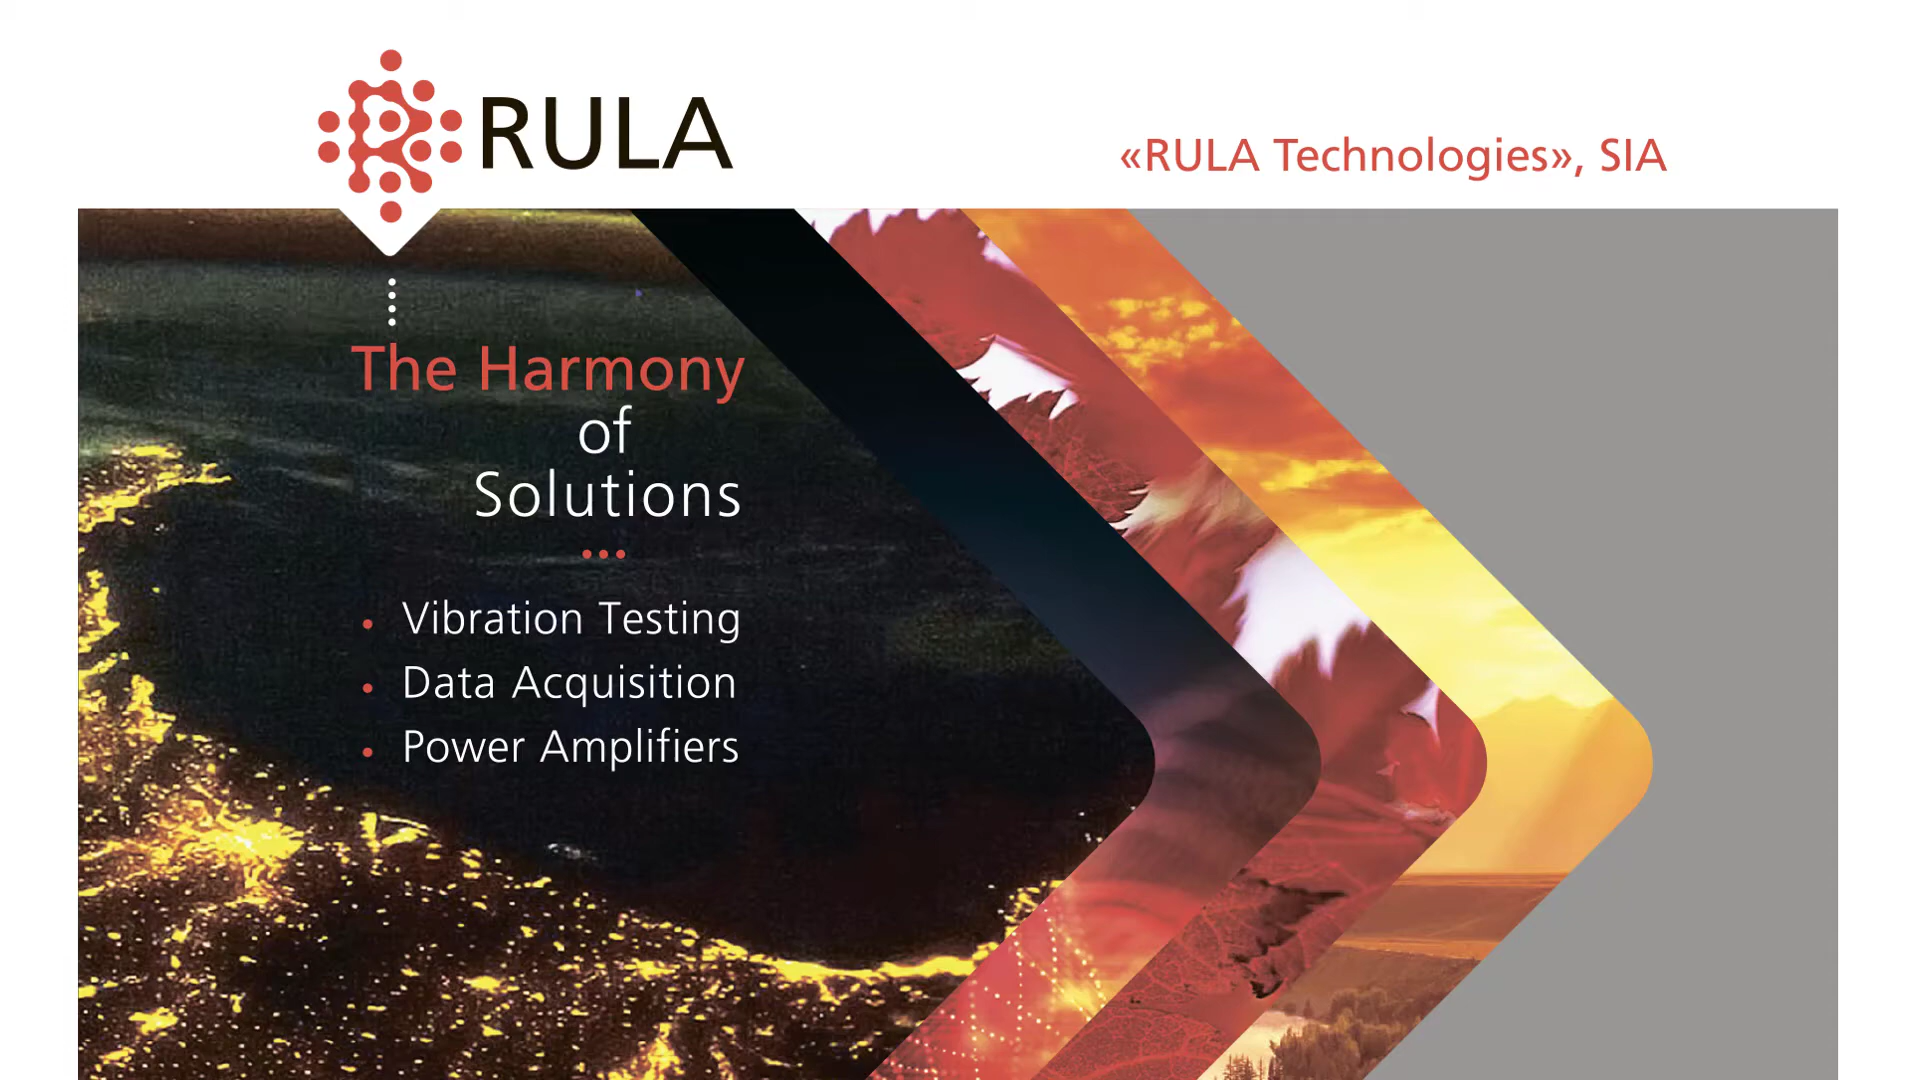 RULA
«RULA Technologies», SIA
The Harmony
of
Solutions
• Vibration Testing
• Data Acquisition
• Power Amplifiers